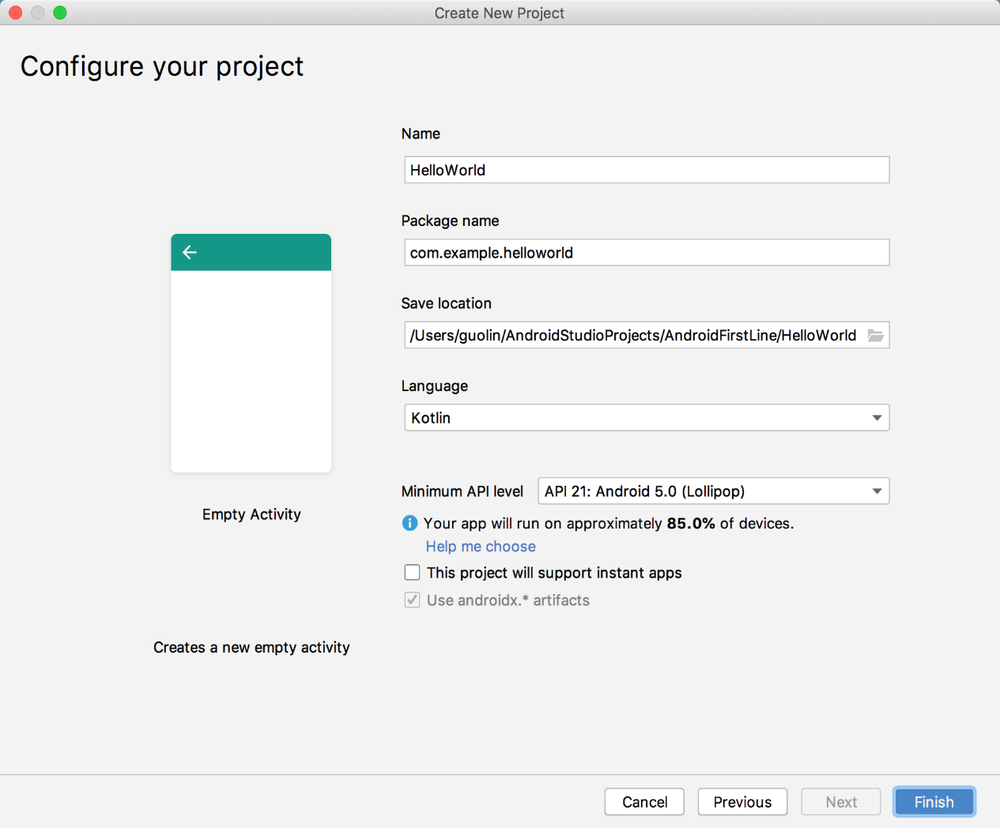 Create New Project
Configure your project
Name
HelloWorld
Package name
com.example.helloworld
Save location
/Users/guolin/AndroidStudioProjects/AndroidFirstLine/HelloWorld
Language
Kotlin
Minimum API level API 21: Android 5.0 (Lollipop)
Your app will run on approximately 85.0% of devices.
Help me choose
This project will support instant apps
Use androidx.* artifacts
Empty Activity
Creates a new empty activity
Cancel Previous Next Finish